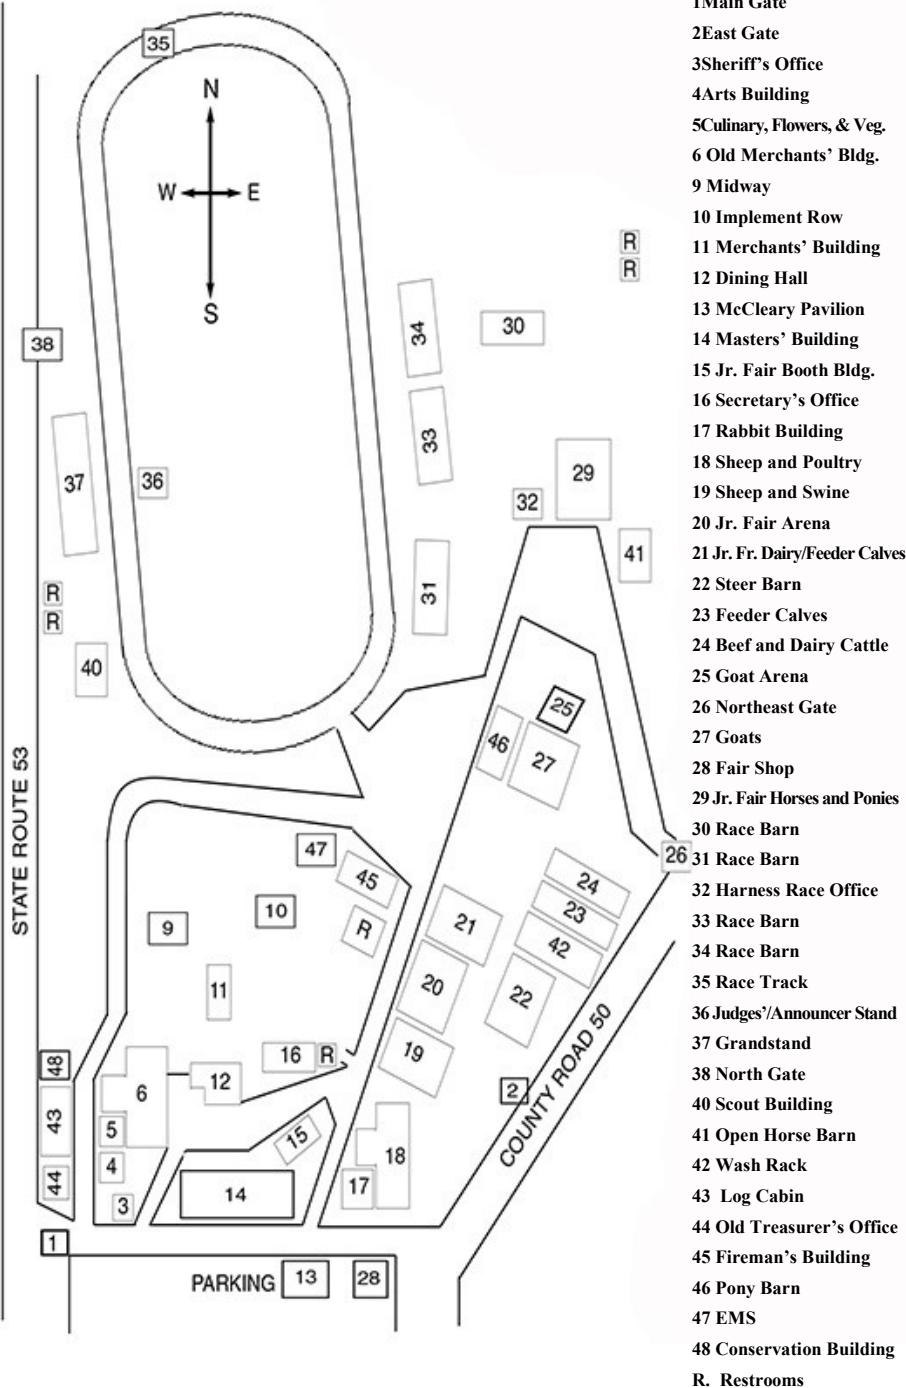 35
N
W E
S
R
R
34
30
38
33
29
37
36
32
41
31
R
R
40
25
46
27
STATE ROUTE 53
47
26
45
24
10
23
9
R
21
42
11
20
22
16 R
19
48
12
6
2
COUNTY ROAD 50
43
5
15
18
4
44
14
17
3
1
PARKING
13
28
1Main Gate
2East Gate
3Sheriff's Office
4Arts Building
5Culinary, Flowers, & Veg.
6 Old Merchants' Bldg.
9 Midway
10 Implement Row
11 Merchants' Building
12 Dining Hall
13 McCleary Pavilion
14 Masters' Building
15 Jr. Fair Booth Bldg.
16 Secretary's Office
17 Rabbit Building
18 Sheep and Poultry
19 Sheep and Swine
20 Jr. Fair Arena
21 Jr. Fr. Dairy/Feeder Calves
22 Steer Barn
23 Feeder Calves
24 Beef and Dairy Cattle
25 Goat Arena
26 Northeast Gate
27 Goats
28 Fair Shop
29 Jr. Fair Horses and Ponies
30 Race Barn
31 Race Barn
32 Harness Race Office
33 Race Barn
34 Race Barn
35 Race Track
36 Judges'/Announcer Stand
37 Grandstand
38 North Gate
40 Scout Building
41 Open Horse Barn
42 Wash Rack
43 Log Cabin
44 Old Treasurer's Office
45 Fireman's Building
46 Pony Barn
47 EMS
48 Conservation Building
R. Restrooms